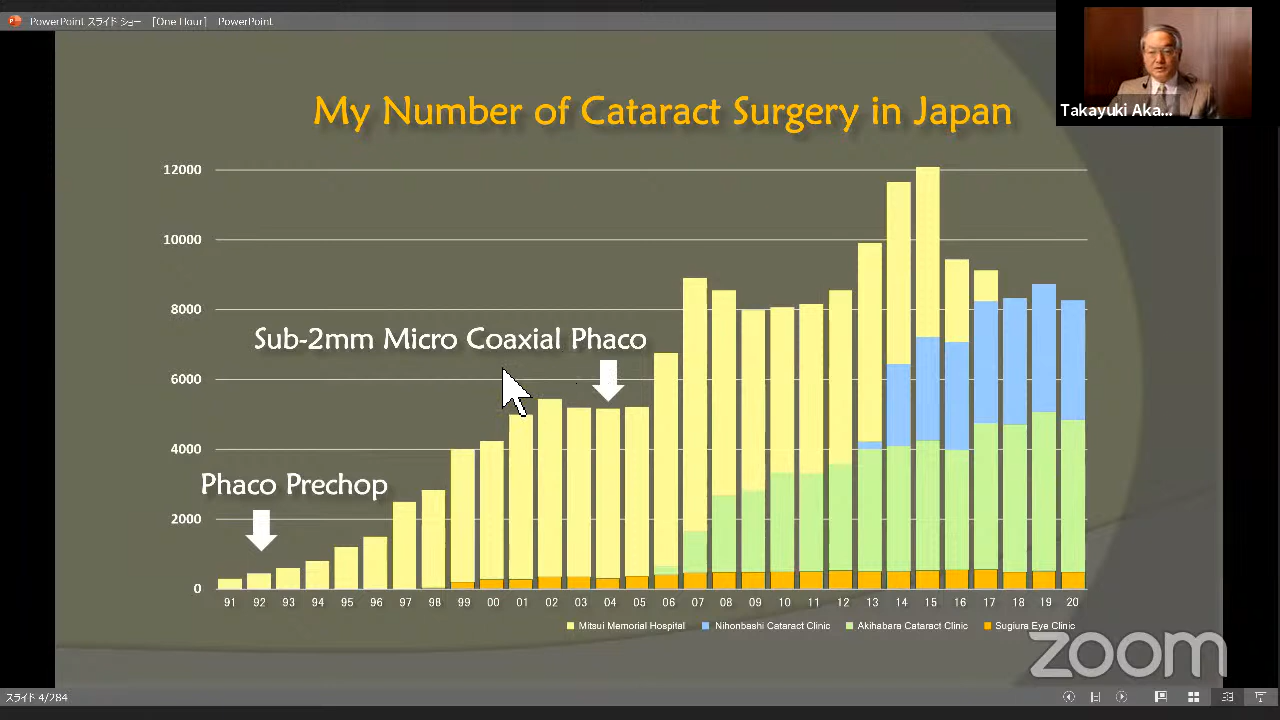 PowerPoint スライド ショー [One Hour] PowerPoint
Takayuki Aka...
My Number of Cataract Surgery in Japan
12000
10000
8000
Sub-2mm Micro Coaxial Phaco
6000
4000
Phaco Prechop
2000
0
91 92 93 94 95 96 97 98 99 00 01 02 03 04 05 06 07 08 09 10 11 12 13 14 15 16 17 18 19 20
Mitsui Memorial Hospital Nihonbashi Cataract Clinic Akihabara Cataract Clinic Sugiura Eye Clinic
zoom
スライド 4/284